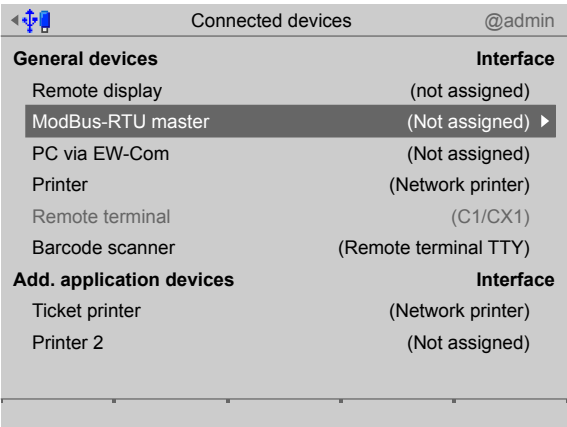 Connected devices @admin
General devices Interface
Remote display (not assigned)
ModBus-RTU master (Not assigned)
PC via EW-Com (Not assigned)
Printer (Network printer)
Remote terminal (C1/CX1)
Barcode scanner (Remote terminal TTY)
Add. application devices Interface
Ticket printer (Network printer)
Printer 2 (Not assigned)